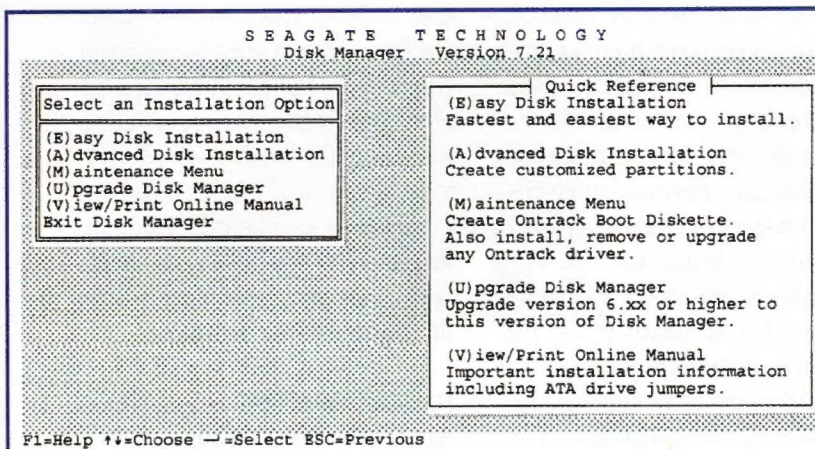 SEAGATE TECHNOLOGY
Disk Manager Version 7.21
Select an Installation Option
(E)asy Disk Installation
(A)dvanced Disk Installation
(M)aintenance Menu
(U)pgrade Disk Manager
(V)iew/Print Online Manual
Exit Disk Manager
Quick Reference
(E)asy Disk Installation
Fastest and easiest way to install.
(A)dvanced Disk Installation
Create customized partitions.
(M)aintenance Menu
Create Ontrack Boot Diskette.
Also install, remove or upgrade
any Ontrack driver.
(U)pgrade Disk Manager
Upgrade version 6.xx or higher to
this version of Disk Manager.
(V)iew/Print Online Manual
Important installation information
including ATA drive jumpers.
F1=Help ↑↓=Choose ─┘=Select ESC=Previous